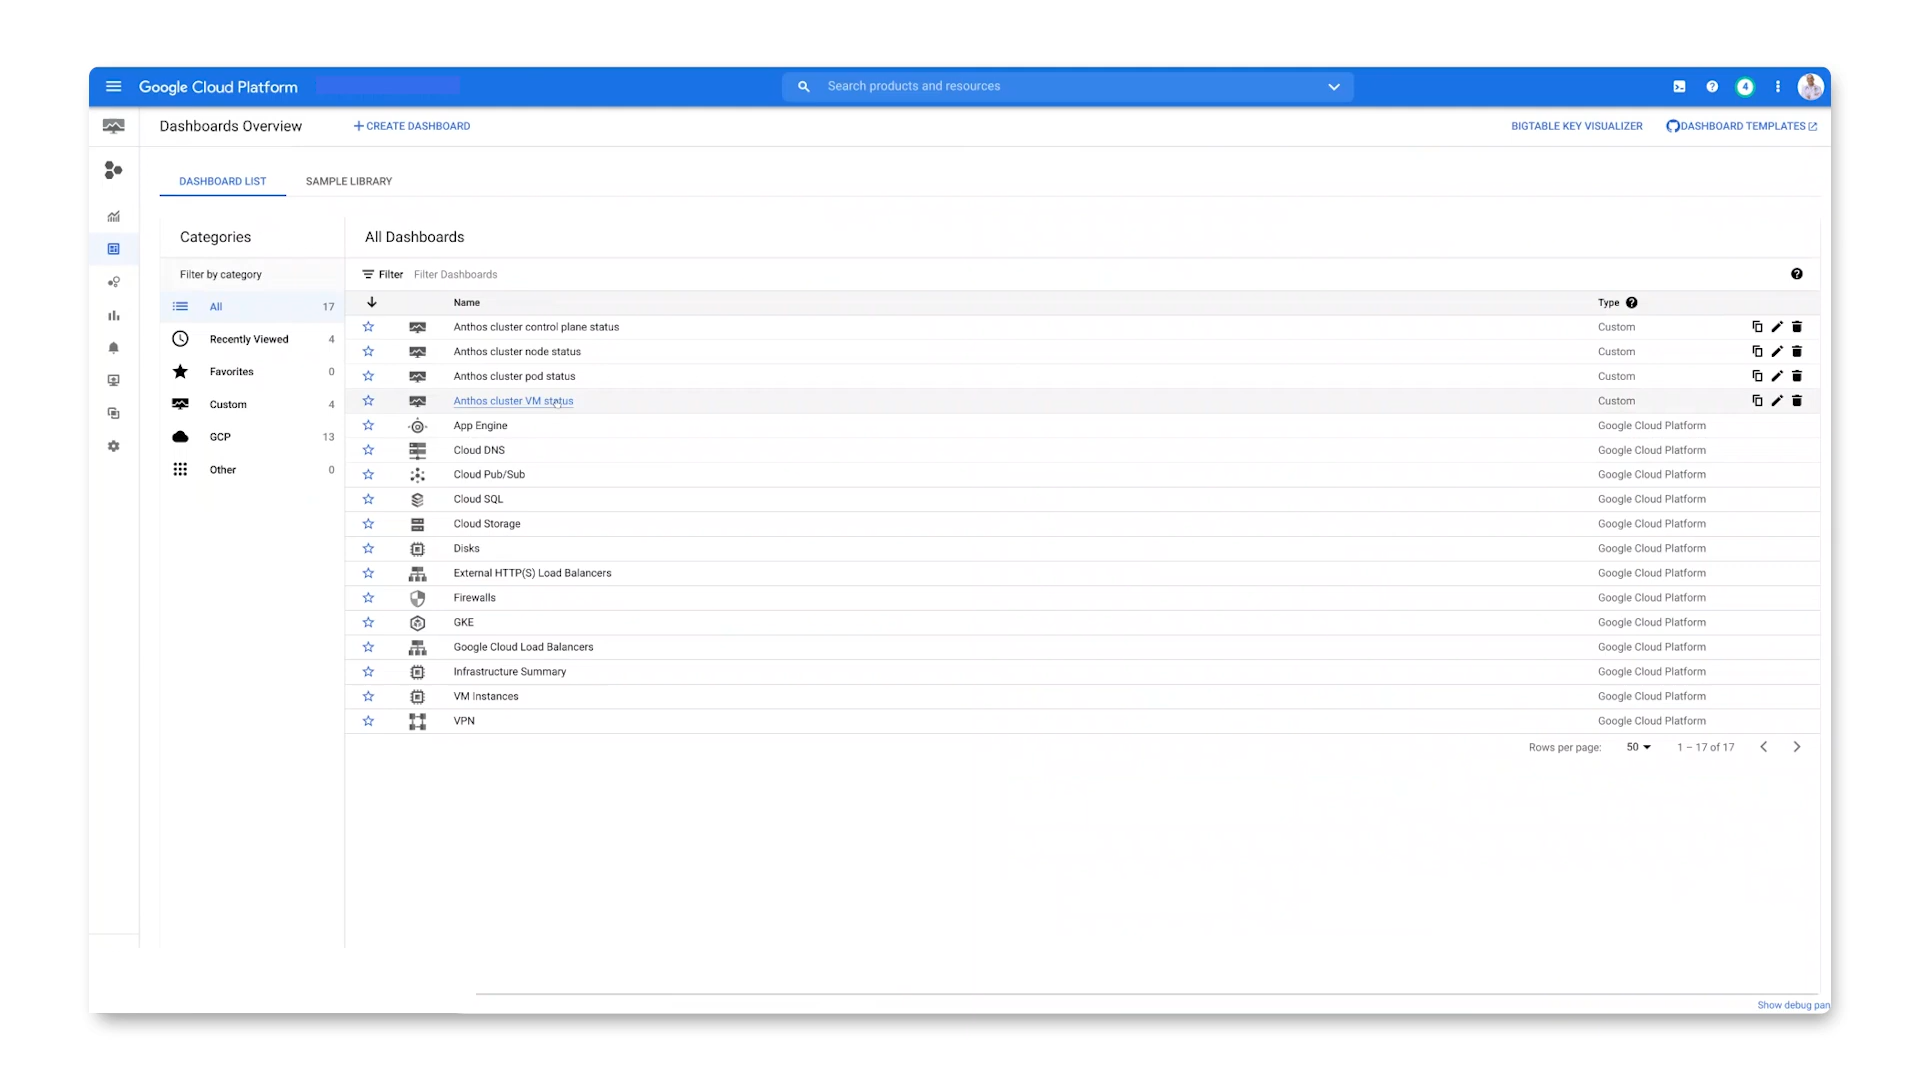 Google Cloud Platform
Search products and resources
4
Dashboards Overview
CREATE DASHBOARD
BIGTABLE KEY VISUALIZER
DASHBOARD TEMPLATES
DASHBOARD LIST
SAMPLE LIBRARY
Categories
All Dashboards
Filter by category
Filter
Filter Dashboards
All 17
Recently Viewed 4
Favorites 0
Custom 4
GCP 13
Other 0
Name Type
Anthos cluster control plane status Custom
Anthos cluster node status Custom
Anthos cluster pod status Custom
Anthos cluster VM status Custom
App Engine Google Cloud Platform
Cloud DNS Google Cloud Platform
Cloud Pub/Sub Google Cloud Platform
Cloud SQL Google Cloud Platform
Cloud Storage Google Cloud Platform
Disks Google Cloud Platform
External HTTP(S) Load Balancers Google Cloud Platform
Firewalls Google Cloud Platform
GKE Google Cloud Platform
Google Cloud Load Balancers Google Cloud Platform
Infrastructure Summary Google Cloud Platform
VM Instances Google Cloud Platform
VPN Google Cloud Platform
Rows per page: 50 1 – 17 of 17
Show debug pan